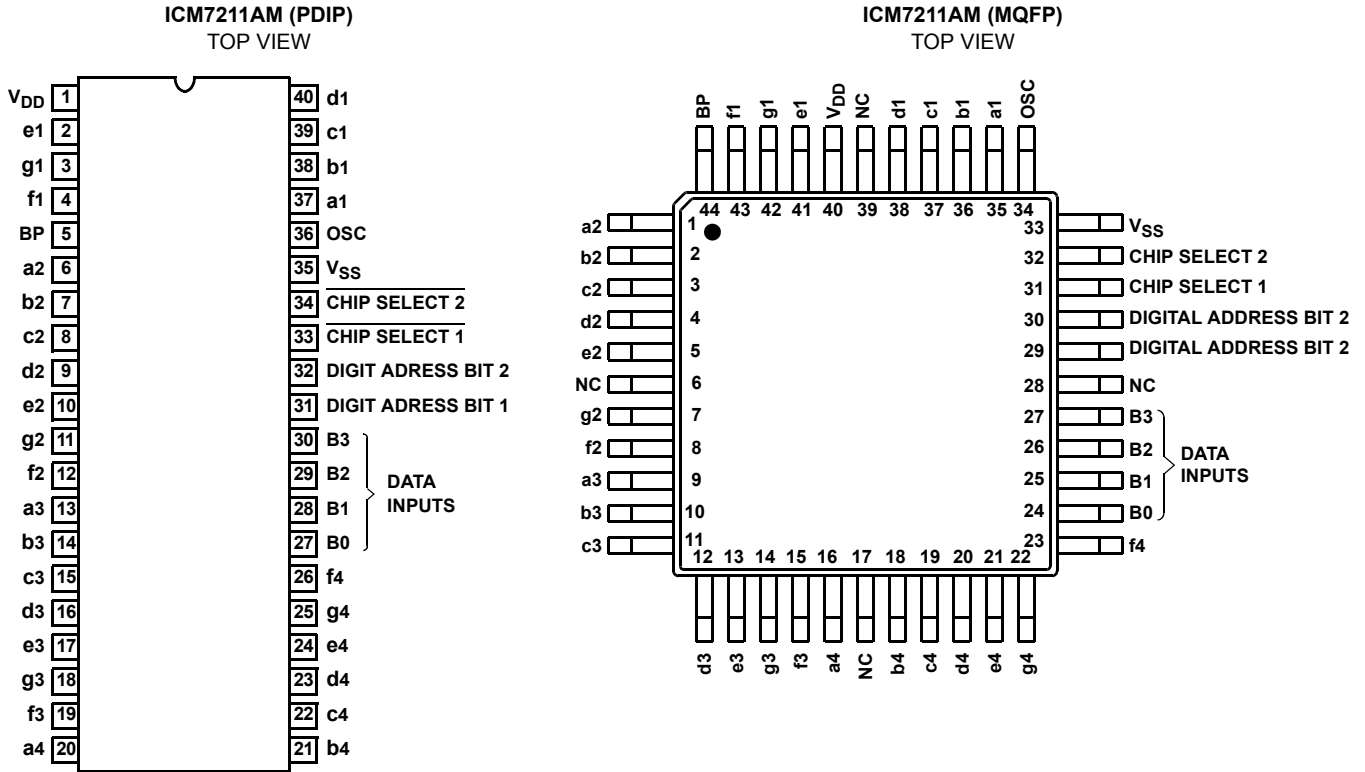 ICM7211AM (PDIP)
TOP VIEW
VDD 1
e1 2
g1 3
f1 4
BP 5
a2 6
b2 7
c2 8
d2 9
e2 10
g2 11
f2 12
a3 13
b3 14
c3 15
d3 16
e3 17
g3 18
f3 19
a4 20
40 d1
39 c1
38 b1
37 a1
36 OSC
35 VSS
34 CHIP SELECT 2
33 CHIP SELECT 1
32 DIGIT ADRESS BIT 2
31 DIGIT ADRESS BIT 1
30 B3
29 B2
28 B1
27 B0
DATA
INPUTS
26 f4
25 g4
24 e4
23 d4
22 c4
21 b4
ICM7211AM (MQFP)
TOP VIEW
BP f1 g1 e1 VDD NC d1 c1 b1 a1 OSC
44 43 42 41 40 39 38 37 36 35 34
a2 1
b2 2
c2 3
d2 4
e2 5
NC 6
g2 7
f2 8
a3 9
b3 10
c3 11
33 VSS
32 CHIP SELECT 2
31 CHIP SELECT 1
30 DIGITAL ADDRESS BIT 2
29 DIGITAL ADDRESS BIT 2
28 NC
27 B3
26 B2
25 B1
24 B0
DATA
INPUTS
23 f4
12 13 14 15 16 17 18 19 20 21 22
d3 e3 g3 f3 a4 NC b4 c4 d4 e4 g4